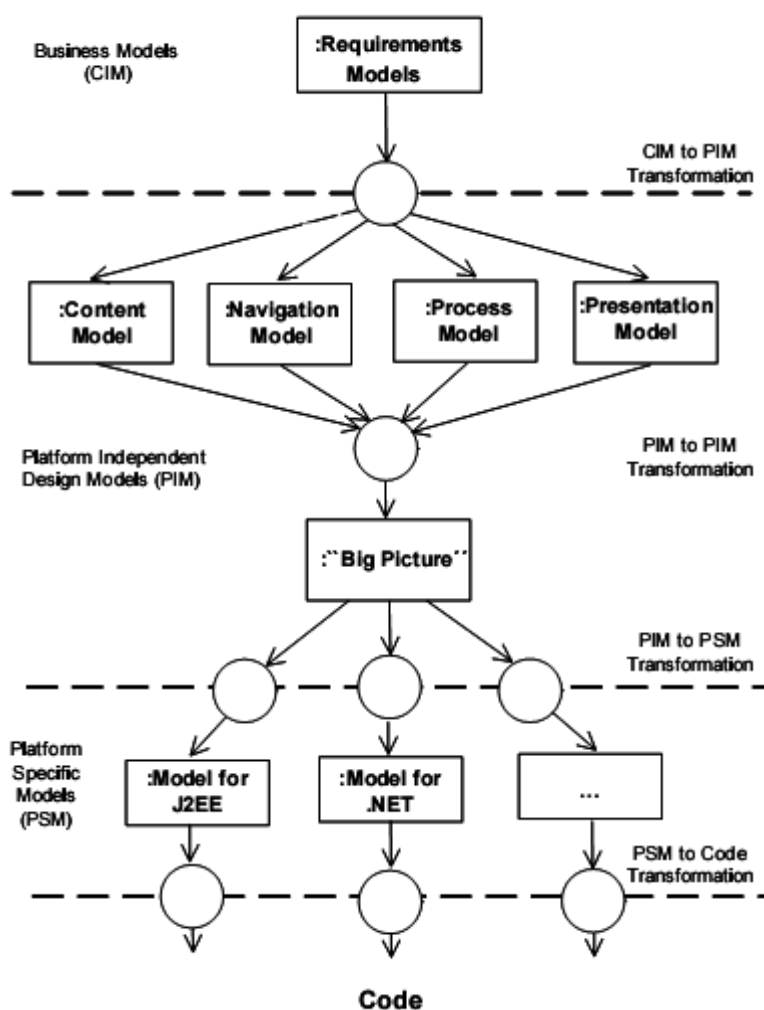 Business Models
(CIM)
:Requirements
Models
CIM to PIM
Transformation
:Content
Model
:Navigation
Model
:Process
Model
:Presentation
Model
Platform Independent
Design Models (PIM)
PIM to PIM
Transformation
:``Big Picture´´
PIM to PSM
Transformation
Platform
Specific
Models
(PSM)
:Model for
J2EE
:Model for
.NET
...
PSM to Code
Transformation
Code